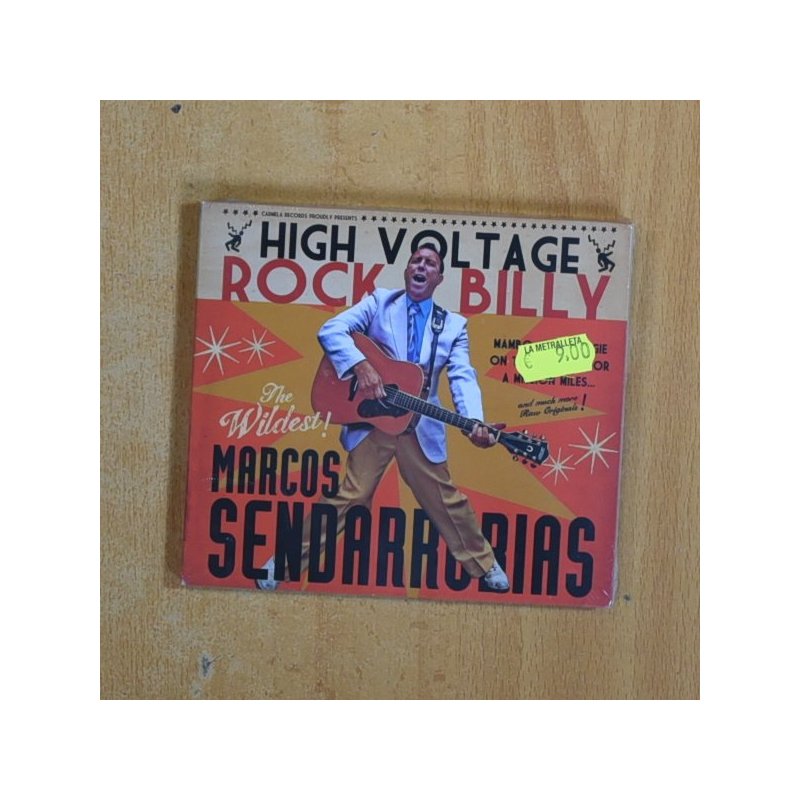 CARMELA RECORDS PROUDLY PRESENTS
HIGH VOLTAGE
ROCK BILLY
MAMBO
LA METRALLETA
€ 9,00
ON
A MILLION MILES...
and much more
Raw Originals!
The
Wildest!
MARCOS
SENDARRUBIAS